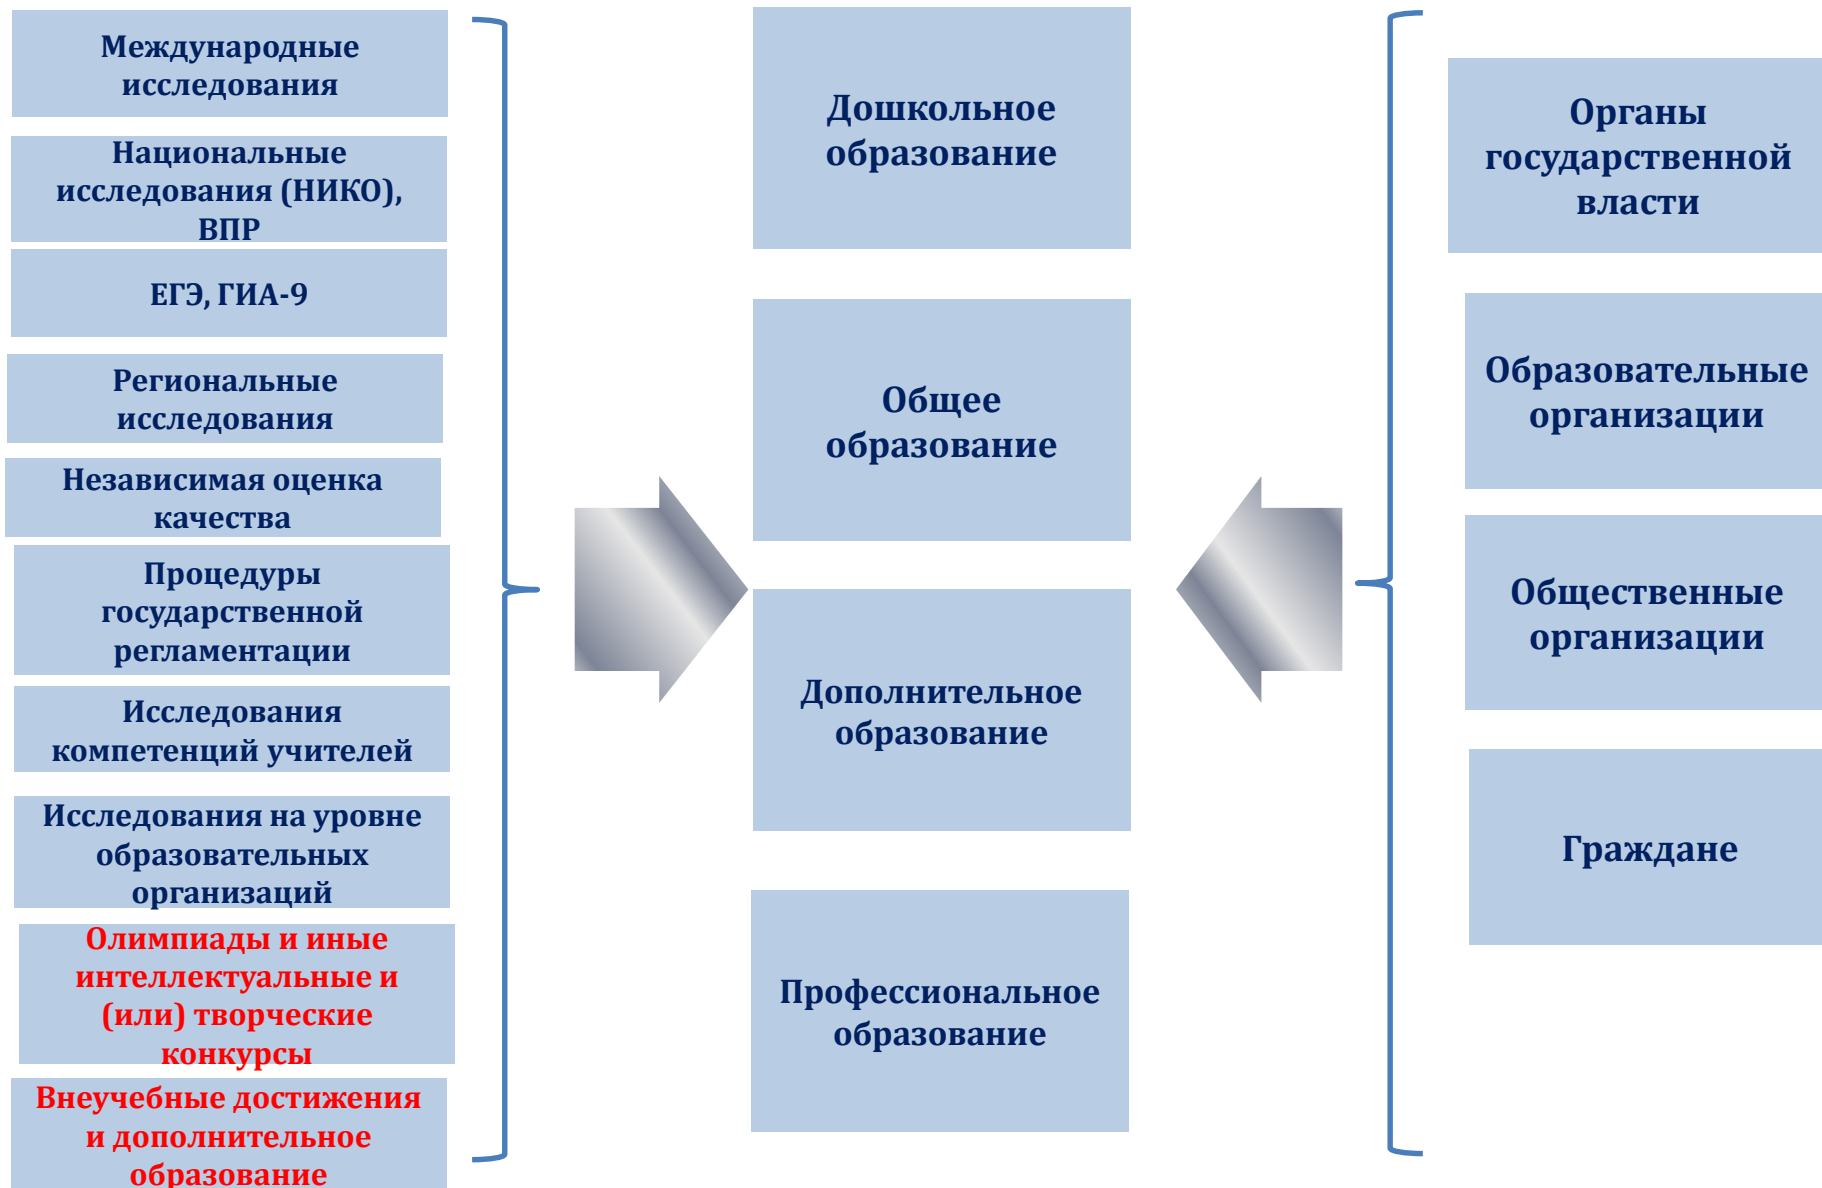 Международные
исследования
Национальные
исследования (НИКО),
ВПР
ЕГЭ, ГИА-9
Региональные
исследования
Независимая оценка
качества
Процедуры
государственной
регламентации
Исследования
компетенций учителей
Исследования на уровне
образовательных
организаций
Олимпиады и иные
интеллектуальные и
(или) творческие
конкурсы
Внеучебные достижения
и дополнительное
образование
Дошкольное
образование
Общее
образование
Дополнительное
образование
Профессиональное
образование
Органы
государственной
власти
Образовательные
организации
Общественные
организации
Граждане